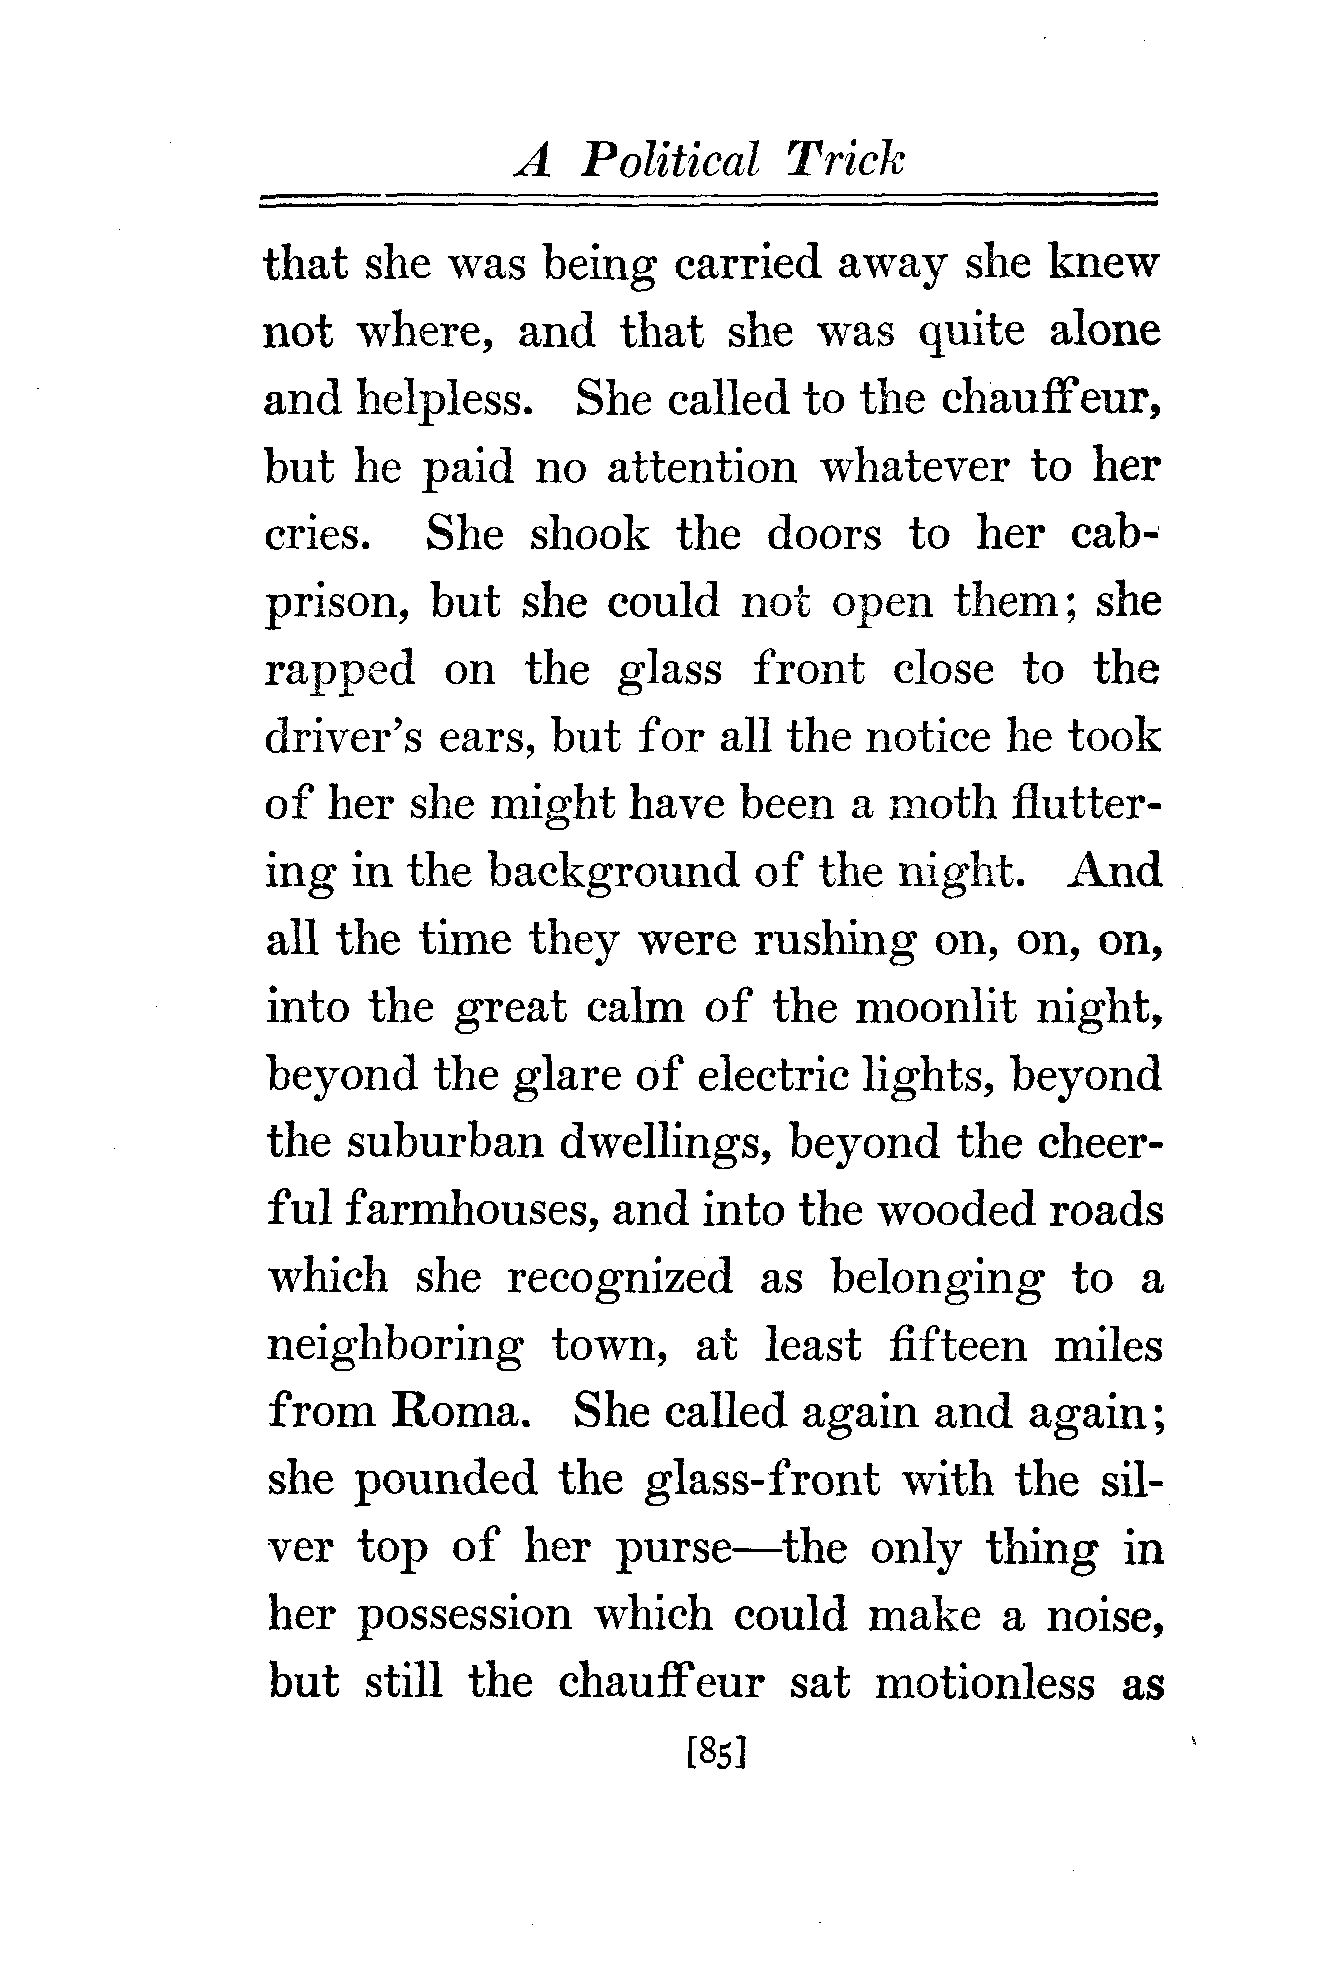 A Political Trick
that she was being carried away she knew
not where, and that she was quite alone
and helpless. She called to the chauffeur,
but he paid no attention whatever to her
cries. She shook the doors to her cab-
prison, but she could not open them; she
rapped on the glass front close to the
driver's ears, but for all the notice he took
of her she might have been a moth flutter-
ing in the background of the night. And
all the time they were rushing on, on, on,
into the great calm of the moonlit night,
beyond the glare of electric lights, beyond
the suburban dwellings, beyond the cheer-
ful farmhouses, and into the wooded roads
which she recognized as belonging to a
neighboring town, at least fifteen miles
from Roma. She called again and again;
she pounded the glass-front with the sil-
ver top of her purse—the only thing in
her possession which could make a noise,
but still the chauffeur sat motionless as
[85]